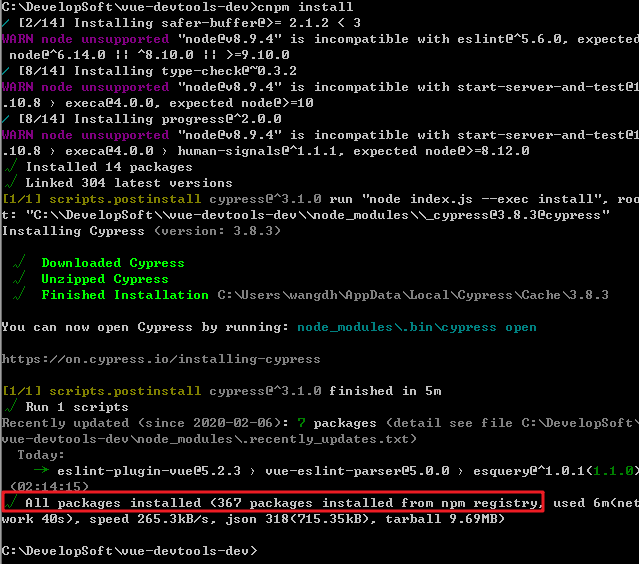 C:\DevelopSoft\vue-devtools-dev>cnpm install
/ [2/14] Installing safer-buffer@>= 2.1.2 < 3
WARN node unsupported "node@v8.9.4" is incompatible with eslint@^5.6.0, expected
 node@^6.14.0 || ^8.10.0 || >=9.10.0
/ [8/14] Installing type-check@~0.3.2
WARN node unsupported "node@v8.9.4" is incompatible with start-server-and-test@1
.10.8 › execa@4.0.0, expected node@>=10
/ [8/14] Installing progress@^2.0.0
WARN node unsupported "node@v8.9.4" is incompatible with start-server-and-test@1
.10.8 › execa@4.0.0 › human-signals@^1.1.1, expected node@>=8.12.0
√ Installed 14 packages
√ Linked 304 latest versions
[1/1] scripts.postinstall cypress@^3.1.0 run "node index.js --exec install", roo
t: "C:\\DevelopSoft\\vue-devtools-dev\\node_modules\\_cypress@3.8.3@cypress"
Installing Cypress (version: 3.8.3)
√ Downloaded Cypress
√ Unzipped Cypress
√ Finished Installation C:\Users\wangdh\AppData\Local\Cypress\Cache\3.8.3
You can now open Cypress by running: node_modules\.bin\cypress open
https://on.cypress.io/installing-cypress
[1/1] scripts.postinstall cypress@^3.1.0 finished in 5m
√ Run 1 scripts
Recently updated (since 2020-02-06): 7 packages (detail see file C:\DevelopSoft\
vue-devtools-dev\node_modules\.recently_updates.txt)
  Today:
    → eslint-plugin-vue@5.2.3 › vue-eslint-parser@5.0.0 › esquery@^1.0.1(1.1.0)
 (02:14:15)
√ All packages installed (367 packages installed from npm registry, used 6m(net
work 40s), speed 265.3kB/s, json 318(715.35kB), tarball 9.69MB)
C:\DevelopSoft\vue-devtools-dev>